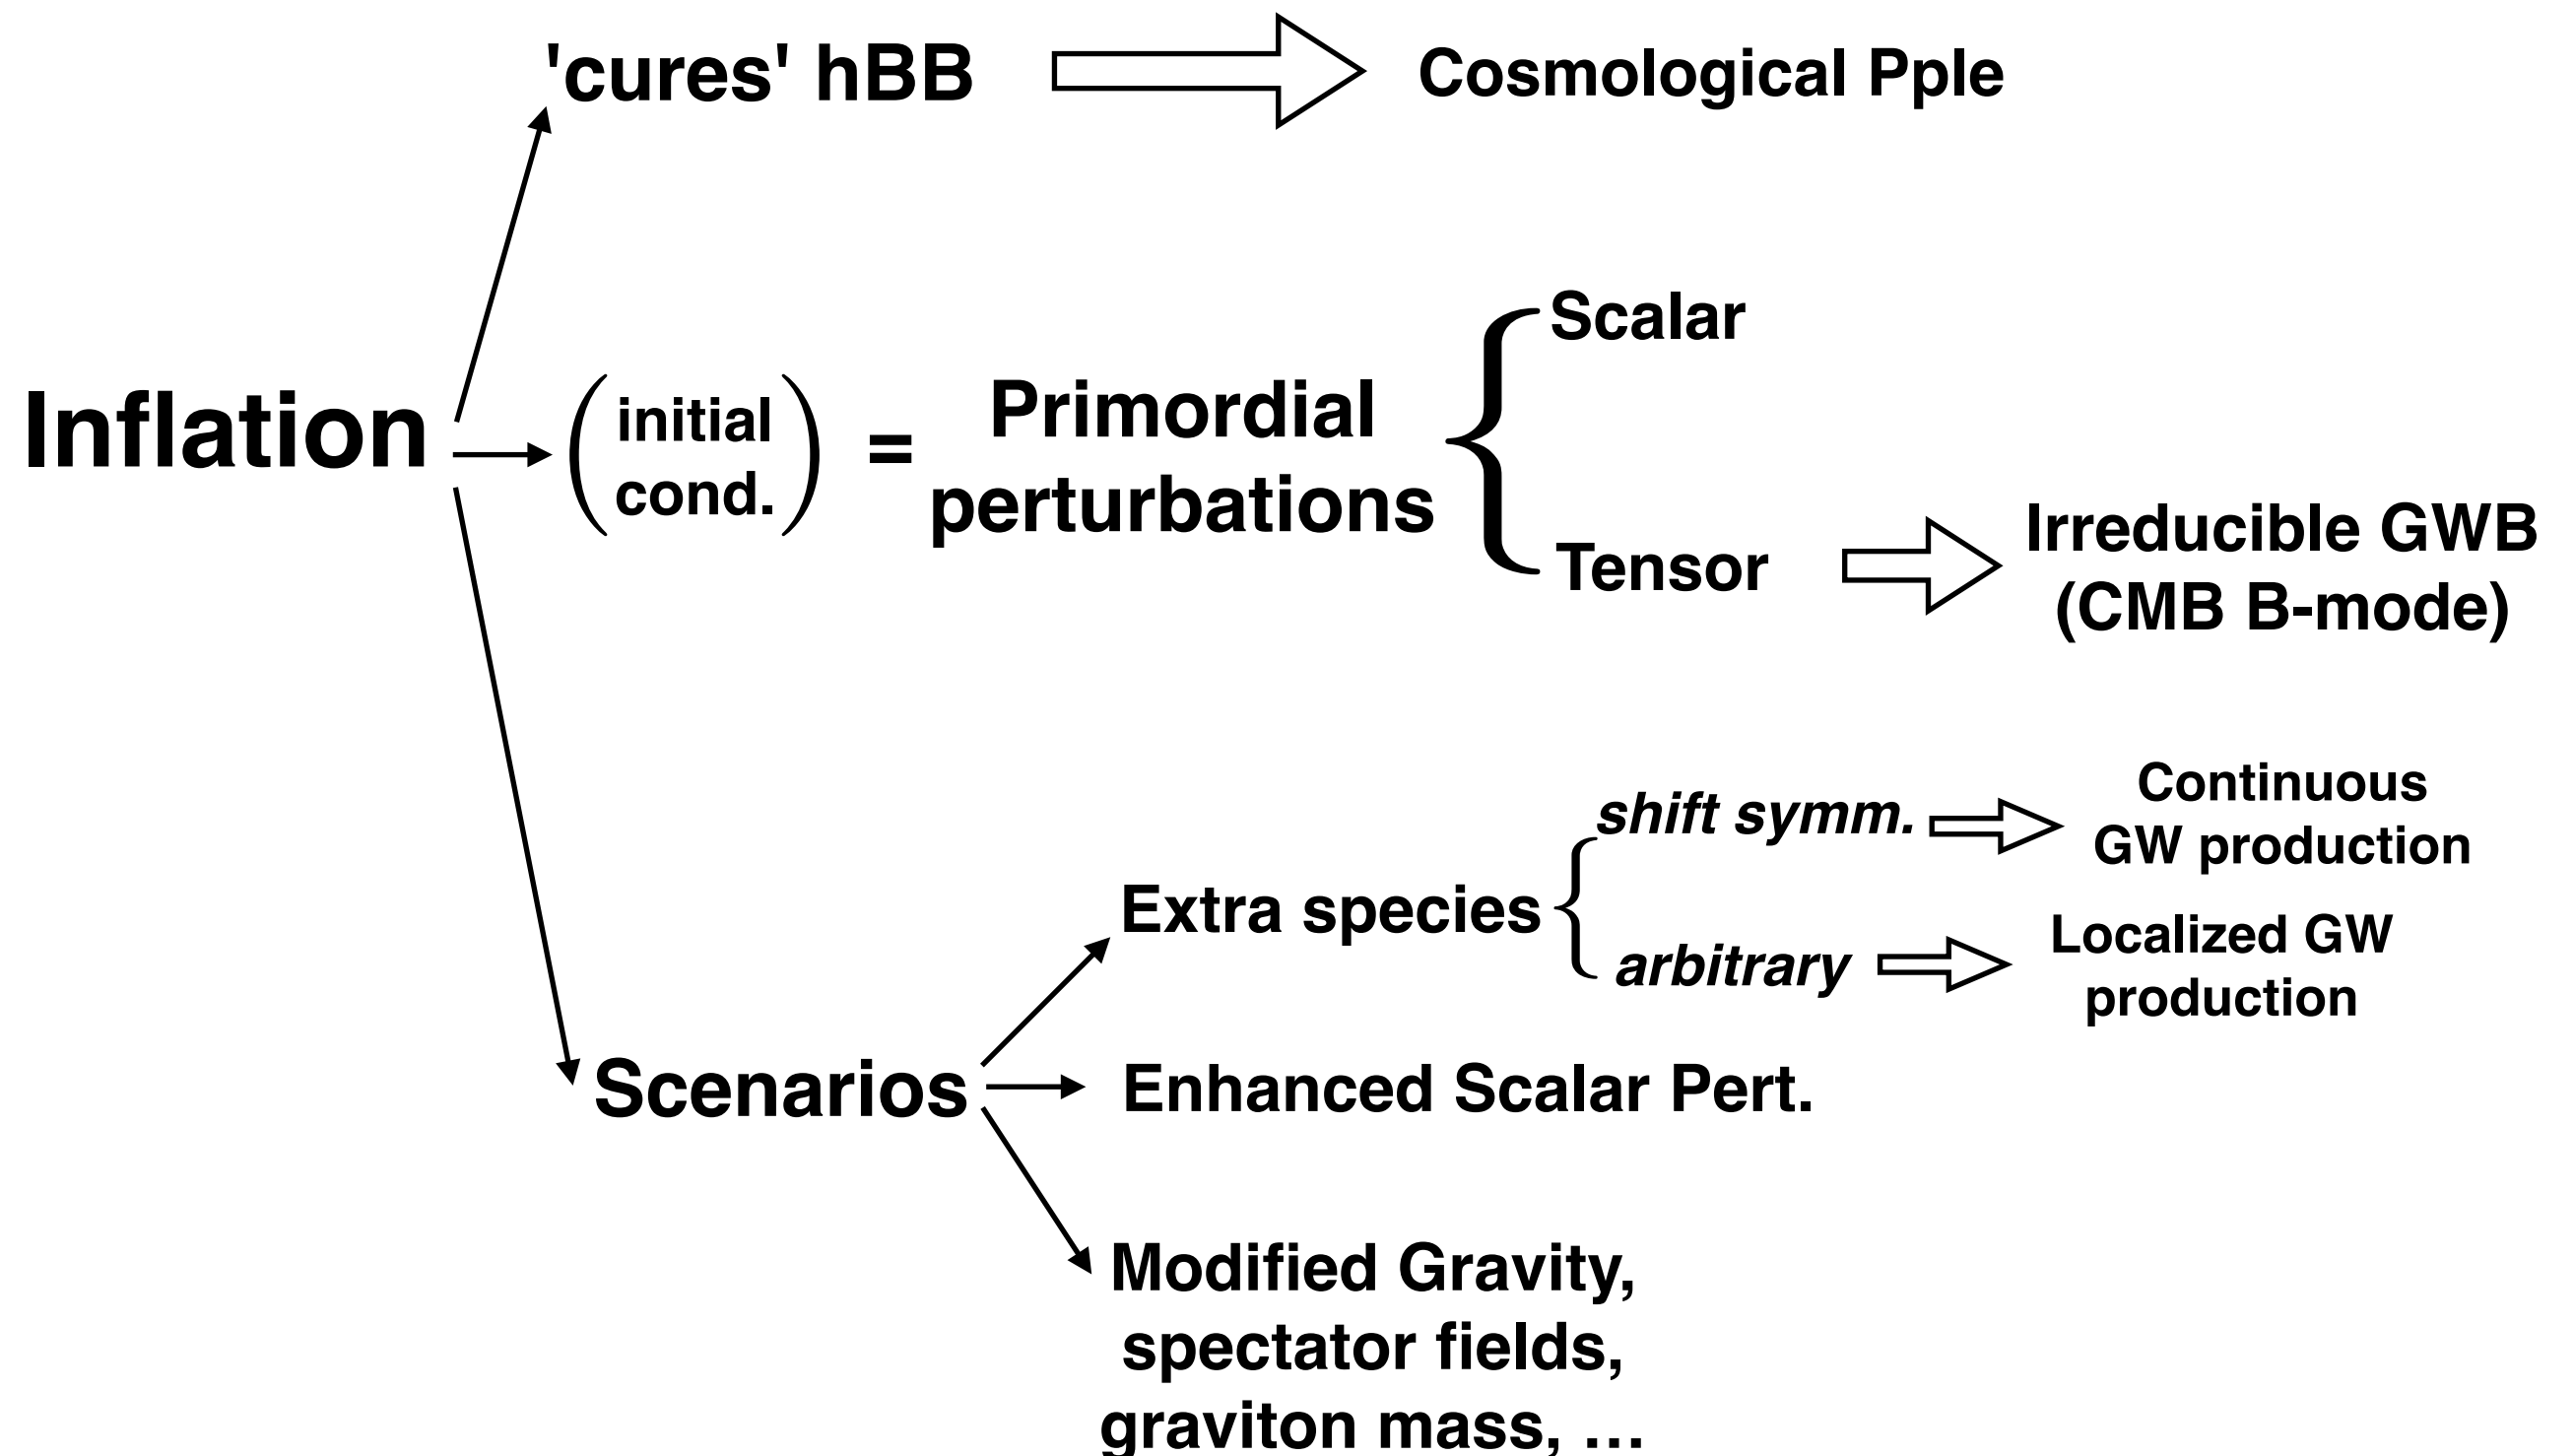 'cures' hBB
Cosmological Pple
Inflation
( initial
cond. )
=
Primordial
perturbations
Scalar
Tensor
Irreducible GWB
(CMB B-mode)
Scenarios
Extra species
shift symm.
Continuous
GW production
arbitrary
Localized GW
production
Enhanced Scalar Pert.
Modified Gravity,
spectator fields,
graviton mass, …